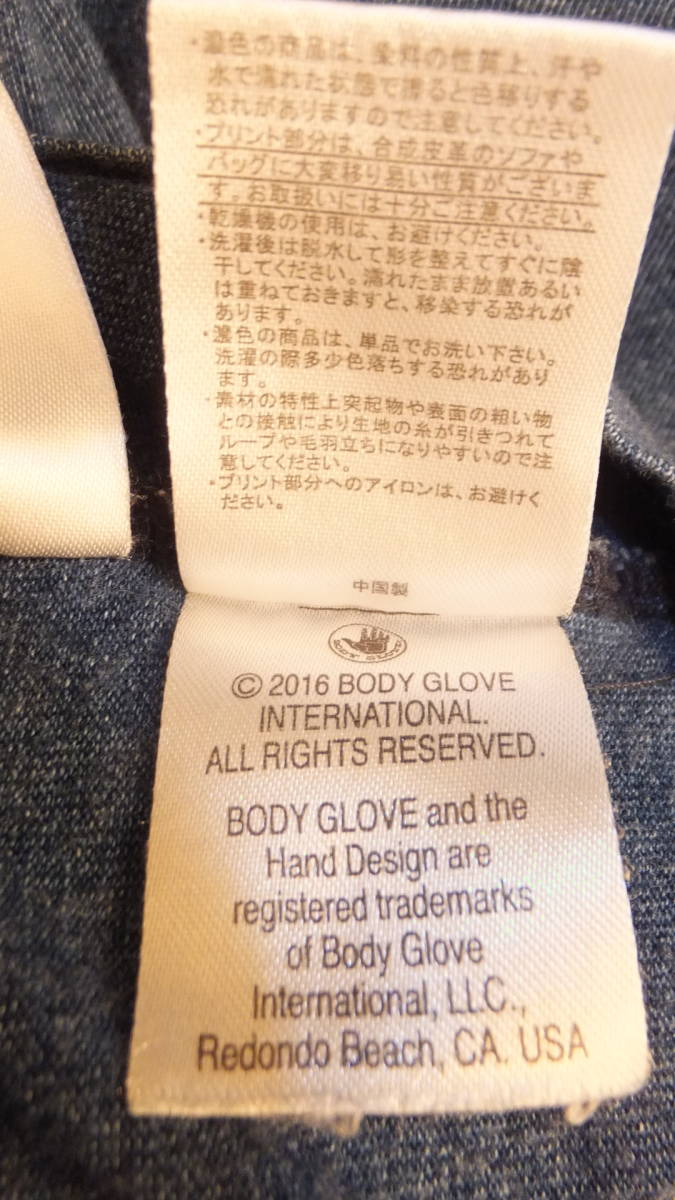 ・濃色の商品は、染料の性質上、汗や
水で濡れた状態で擦ると色移りする
恐れがありますので注意してください。
・プリント部分は、合成皮革のソファや
バッグに大変移り易い性質がございま
す。お取扱いには十分ご注意ください。
・乾燥機の使用は、お避けください。
・洗濯後は脱水して形を整えてすぐに陰
干してください。濡れたまま放置あるい
は重ねておきますと、移染する恐れが
あります。
・濃色の商品は、単品でお洗い下さい。
洗濯の際多少色落ちする恐れがあり
ます。
・素材の特性上突起物や表面の粗い物
との接触により生地の糸が引きつれて
ループや毛羽立ちになりやすいので注
意してください。
・プリント部分へのアイロンは、お避けく
ださい。
中国製
BODY GLOVE
© 2016 BODY GLOVE
INTERNATIONAL.
ALL RIGHTS RESERVED.
BODY GLOVE and the
Hand Design are
registered trademarks
of Body Glove
International, LLC.,
Redondo Beach, CA. USA